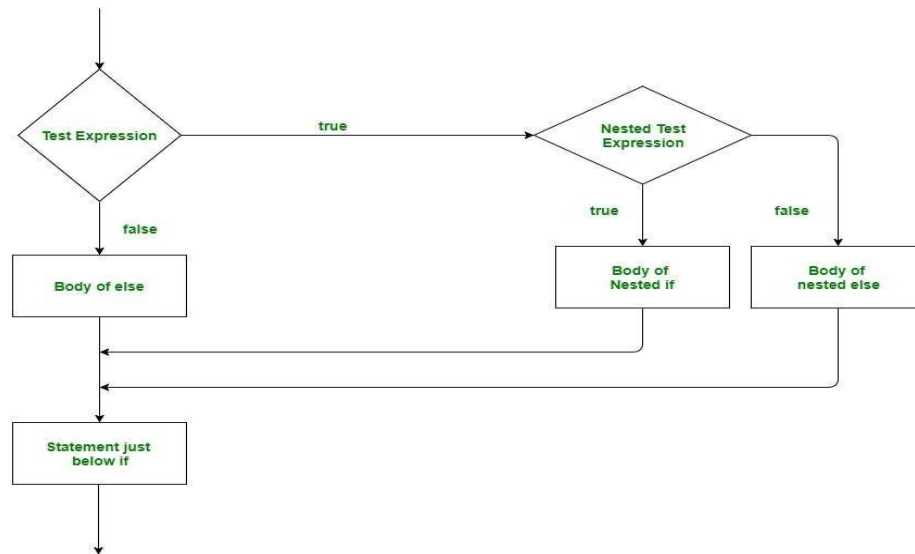 Test Expression
true
Nested Test
Expression
false
true
false
Body of else
Body of
Nested if
Body of
nested else
Statement just
below if